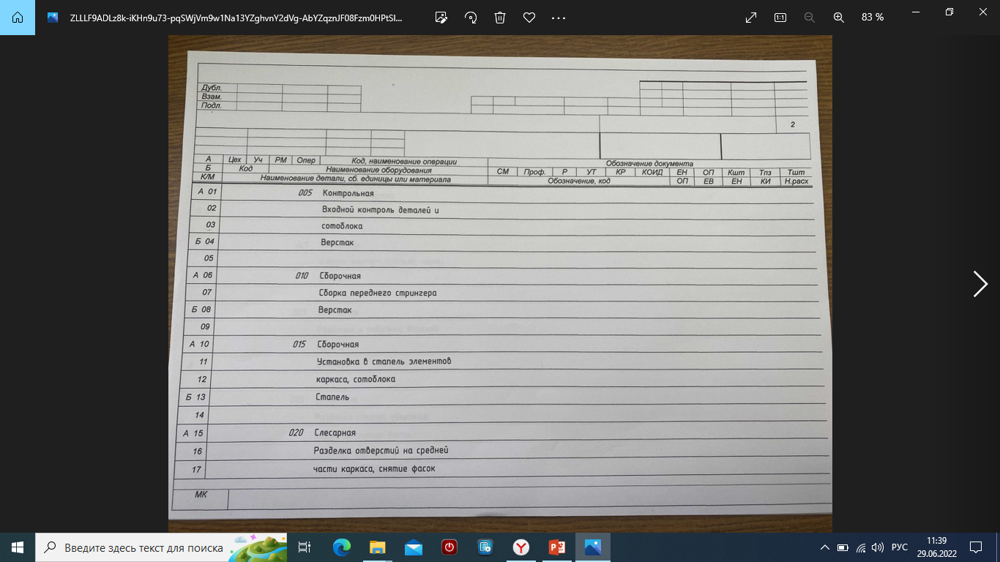 ZLLLF9ADLz8k-iKHn9u73-pqSWjVm9w1Na13YZghvnY2dVg-AbYZqznJF08Fzm0HPtSI...
83 %
Дубл.
Взам.
Подл.
2
А Цех Уч РМ Опер Код, наименование операции Обозначение документа
Б Код Наименование оборудования СМ Проф. Р УТ КР КОИД ЕН ОП Кшт Тпз Тшт
К/М Наименование детали, сб. единицы или материала Обозначение, код ОП ЕВ ЕН КИ Н.расх
А 01 005 Контрольная
02 Входной контроль деталей и
03 сотоблока
Б 04 Верстак
05
А 06 010 Сборочная
07 Сборка переднего стрингера
Б 08 Верстак
09
А 10 015 Сборочная
11 Установка в стапель элементов
12 каркаса, сотоблока
Б 13 Стапель
14
А 15 020 Слесарная
16 Разделка отверстий на средней
17 части каркаса, снятие фасок
МК
Введите здесь текст для поиска
РУС
11:39
29.06.2022